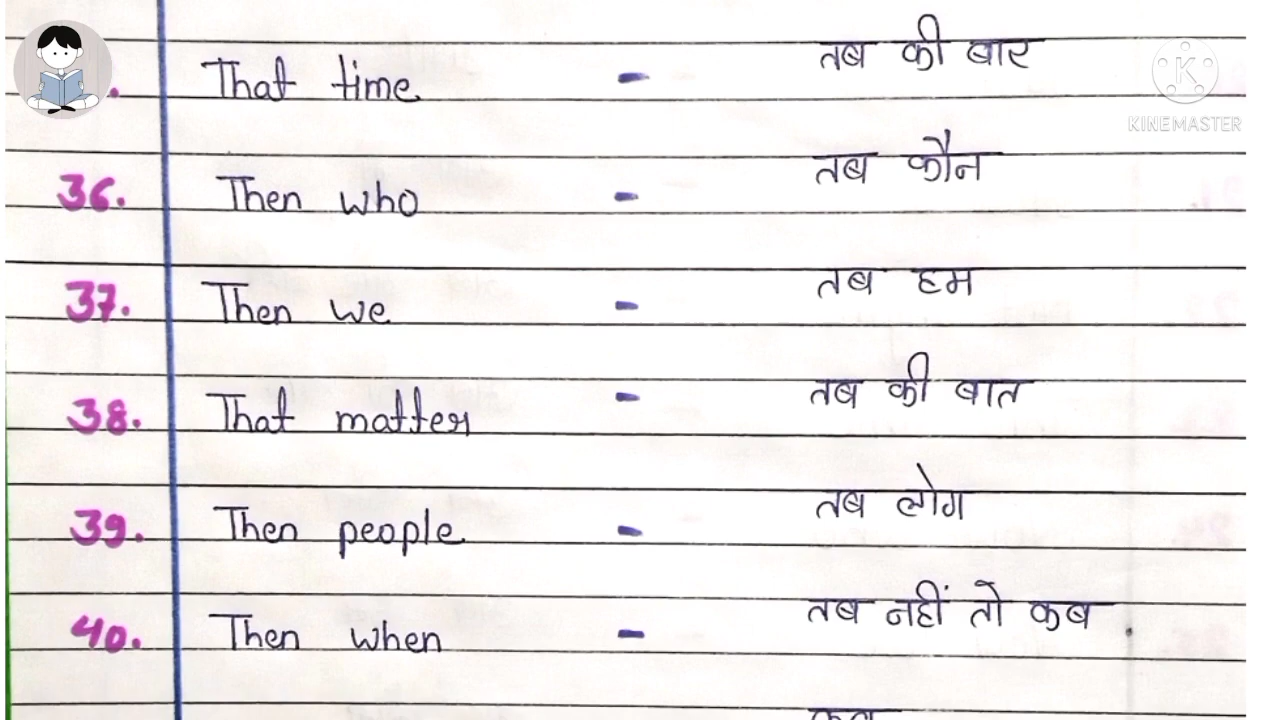 That time - तब की बार
KINEMASTER
36. Then who - तब कौन
37. Then we - तब हम
38. That matter - तब की बात
39. Then people - तब लोग
40. Then when - तब नहीं तो कब .